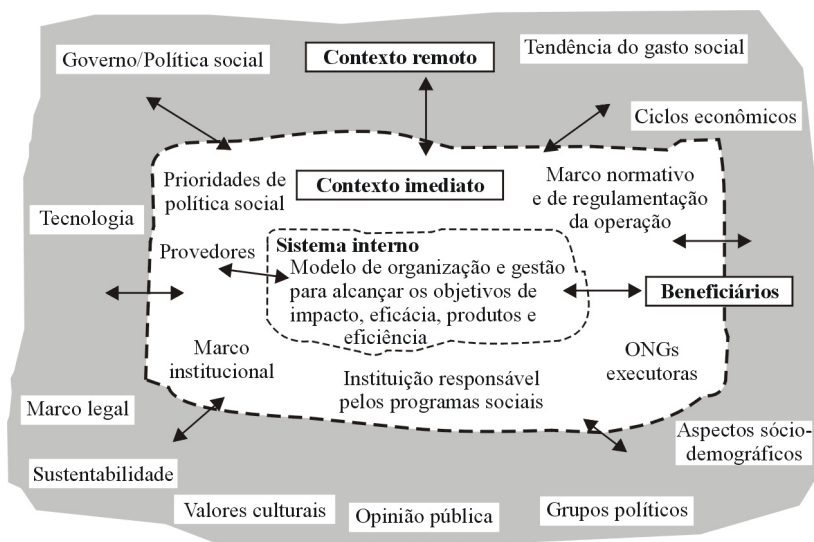 Governo/Política social
Contexto remoto
Tendência do gasto social
Ciclos econômicos
Prioridades de
política social
Contexto imediato
Marco normativo
e de regulamentação
da operação
Tecnologia
Provedores
Sistema interno
Modelo de organização e gestão
para alcançar os objetivos de
impacto, eficácia, produtos e
eficiência
Beneficiários
Marco
institucional
Instituição responsável
pelos programas sociais
ONGs
executoras
Marco legal
Aspectos sócio-
demográficos
Sustentabilidade
Valores culturais
Opinião pública
Grupos políticos